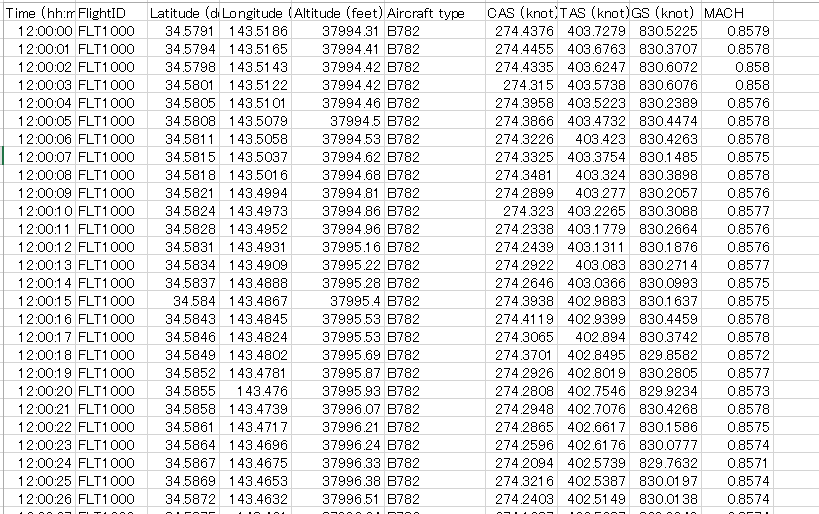 Time (hh:m FlightID Latitude (d Longitude ( Altitude (feet) Aircraft type CAS (knot) TAS (knot) GS (knot) MACH
12:00:00 FLT1000 34.5791 143.5186 37994.31 B782 274.4376 403.7279 830.5225 0.8579
12:00:01 FLT1000 34.5794 143.5165 37994.41 B782 274.4455 403.6763 830.3707 0.8578
12:00:02 FLT1000 34.5798 143.5143 37994.42 B782 274.4335 403.6247 830.6072 0.858
12:00:03 FLT1000 34.5801 143.5122 37994.42 B782 274.315 403.5738 830.6076 0.858
12:00:04 FLT1000 34.5805 143.5101 37994.46 B782 274.3958 403.5223 830.2389 0.8576
12:00:05 FLT1000 34.5808 143.5079 37994.5 B782 274.3866 403.4732 830.4474 0.8578
12:00:06 FLT1000 34.5811 143.5058 37994.53 B782 274.3226 403.423 830.4263 0.8578
12:00:07 FLT1000 34.5815 143.5037 37994.62 B782 274.3325 403.3754 830.1485 0.8575
12:00:08 FLT1000 34.5818 143.5016 37994.68 B782 274.3481 403.324 830.3898 0.8578
12:00:09 FLT1000 34.5821 143.4994 37994.81 B782 274.2899 403.277 830.2057 0.8576
12:00:10 FLT1000 34.5824 143.4973 37994.86 B782 274.323 403.2265 830.3088 0.8577
12:00:11 FLT1000 34.5828 143.4952 37994.96 B782 274.2338 403.1779 830.2664 0.8576
12:00:12 FLT1000 34.5831 143.4931 37995.16 B782 274.2439 403.1311 830.1876 0.8576
12:00:13 FLT1000 34.5834 143.4909 37995.22 B782 274.2922 403.083 830.2714 0.8577
12:00:14 FLT1000 34.5837 143.4888 37995.28 B782 274.2646 403.0366 830.0993 0.8575
12:00:15 FLT1000 34.584 143.4867 37995.4 B782 274.3938 402.9883 830.1637 0.8575
12:00:16 FLT1000 34.5843 143.4845 37995.53 B782 274.4119 402.9399 830.4459 0.8578
12:00:17 FLT1000 34.5846 143.4824 37995.53 B782 274.3065 402.894 830.3742 0.8578
12:00:18 FLT1000 34.5849 143.4802 37995.69 B782 274.3701 402.8495 829.8582 0.8572
12:00:19 FLT1000 34.5852 143.4781 37995.87 B782 274.2926 402.8019 830.2805 0.8577
12:00:20 FLT1000 34.5855 143.476 37995.93 B782 274.2808 402.7546 829.9234 0.8573
12:00:21 FLT1000 34.5858 143.4739 37996.07 B782 274.2948 402.7076 830.4268 0.8578
12:00:22 FLT1000 34.5861 143.4717 37996.21 B782 274.2865 402.6617 830.1586 0.8575
12:00:23 FLT1000 34.5864 143.4696 37996.24 B782 274.2596 402.6176 830.0777 0.8574
12:00:24 FLT1000 34.5867 143.4675 37996.33 B782 274.2094 402.5739 829.7632 0.8571
12:00:25 FLT1000 34.5869 143.4653 37996.38 B782 274.3216 402.5387 830.0197 0.8574
12:00:26 FLT1000 34.5872 143.4632 37996.51 B782 274.2403 402.5149 830.0138 0.8574